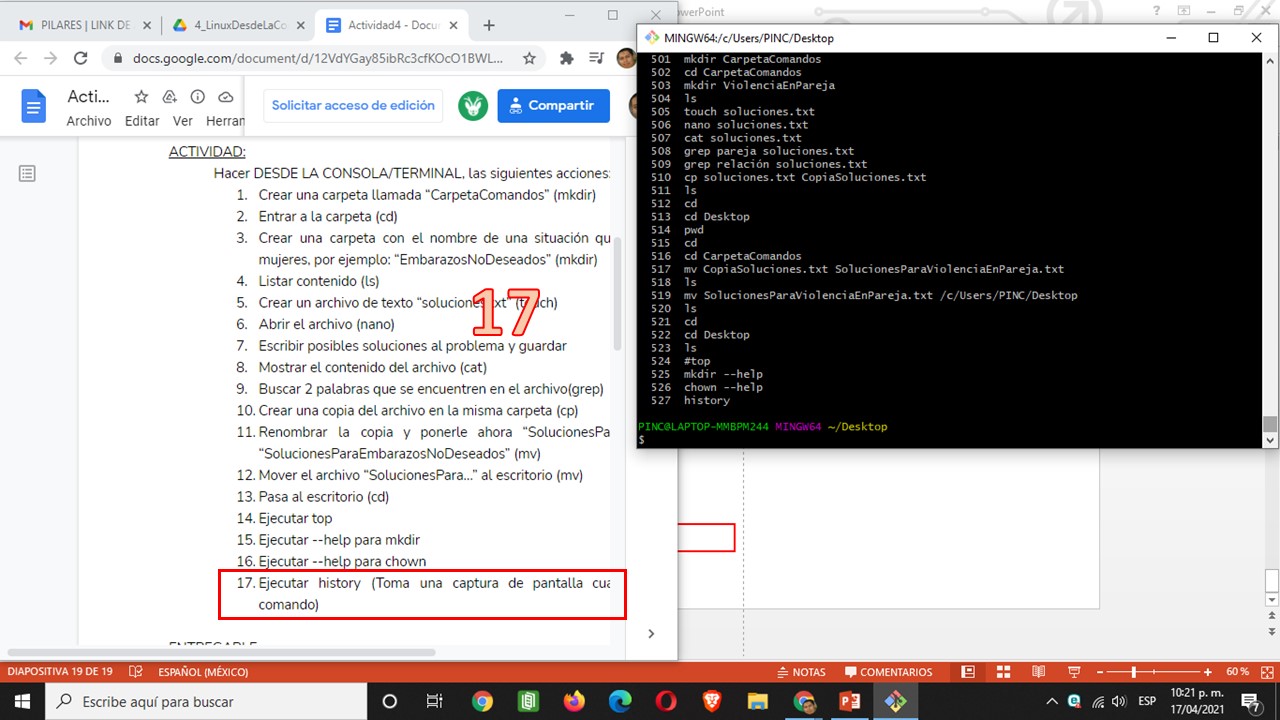 PILARES | LINK DE
4_LinuxDesdeLaCo
Actividad4 - Docu
docs.google.com/document/d/12VdYGay85ibRc3cfKOcO1BWL...
Acti...
Archivo Editar Ver Herran
Solicitar acceso de edición
Compartir
ACTIVIDAD:
Hacer DESDE LA CONSOLA/TERMINAL, las siguientes acciones:
1. Crear una carpeta llamada “CarpetaComandos” (mkdir)
2. Entrar a la carpeta (cd)
3. Crear una carpeta con el nombre de una situación qu
mujeres, por ejemplo: “EmbarazosNoDeseados” (mkdir)
4. Listar contenido (ls)
5. Crear un archivo de texto “soluciones.txt” (touch)
17
6. Abrir el archivo (nano)
7. Escribir posibles soluciones al problema y guardar
8. Mostrar el contenido del archivo (cat)
9. Buscar 2 palabras que se encuentren en el archivo(grep)
10. Crear una copia del archivo en la misma carpeta (cp)
11. Renombrar la copia y ponerle ahora “SolucionesPa
“SolucionesParaEmbarazosNoDeseados” (mv)
12. Mover el archivo “SolucionesPara...” al escritorio (mv)
13. Pasa al escritorio (cd)
14. Ejecutar top
15. Ejecutar --help para mkdir
16. Ejecutar --help para chown
17. Ejecutar history (Toma una captura de pantalla cua
comando)
owerPoint
MINGW64:/c/Users/PINC/Desktop
501 mkdir CarpetaComandos
502 cd CarpetaComandos
503 mkdir ViolenciaEnPareja
504 ls
505 touch soluciones.txt
506 nano soluciones.txt
507 cat soluciones.txt
508 grep pareja soluciones.txt
509 grep relación soluciones.txt
510 cp soluciones.txt CopiaSoluciones.txt
511 ls
512 cd
513 cd Desktop
514 pwd
515 cd
516 cd CarpetaComandos
517 mv CopiaSoluciones.txt SolucionesParaViolenciaEnPareja.txt
518 ls
519 mv SolucionesParaViolenciaEnPareja.txt /c/Users/PINC/Desktop
520 ls
521 cd
522 cd Desktop
523 ls
524 #top
525 mkdir --help
526 chown --help
527 history
PINC@LAPTOP-MMBPM244 MINGW64 ~/Desktop
$
DIAPOSITIVA 19 DE 19 ESPAÑOL (MÉXICO) NOTAS COMENTARIOS 60 %
Escribe aquí para buscar
ESP
10:21 p. m.
17/04/2021
7